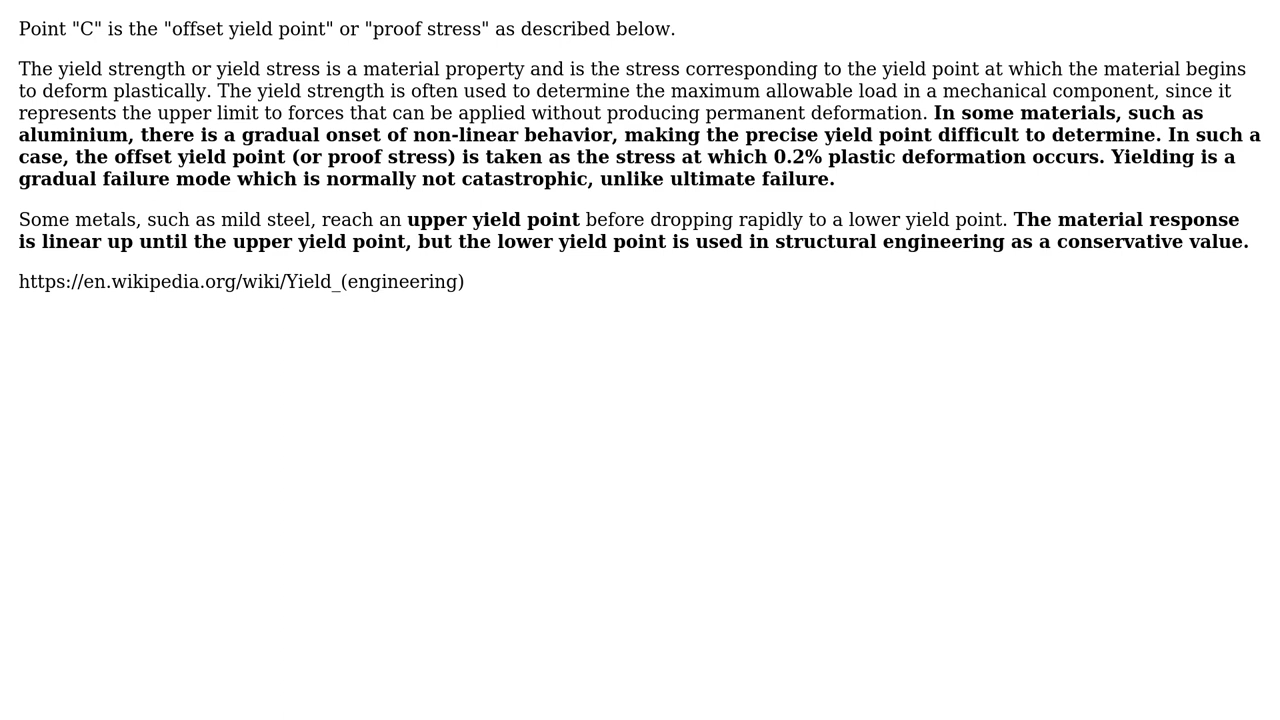 Point "C" is the "offset yield point" or "proof stress" as described below.
The yield strength or yield stress is a material property and is the stress corresponding to the yield point at which the material begins
to deform plastically. The yield strength is often used to determine the maximum allowable load in a mechanical component, since it
represents the upper limit to forces that can be applied without producing permanent deformation. In some materials, such as
aluminium, there is a gradual onset of non-linear behavior, making the precise yield point difficult to determine. In such a
case, the offset yield point (or proof stress) is taken as the stress at which 0.2% plastic deformation occurs. Yielding is a
gradual failure mode which is normally not catastrophic, unlike ultimate failure.
Some metals, such as mild steel, reach an upper yield point before dropping rapidly to a lower yield point. The material response
is linear up until the upper yield point, but the lower yield point is used in structural engineering as a conservative value.
https://en.wikipedia.org/wiki/Yield_(engineering)